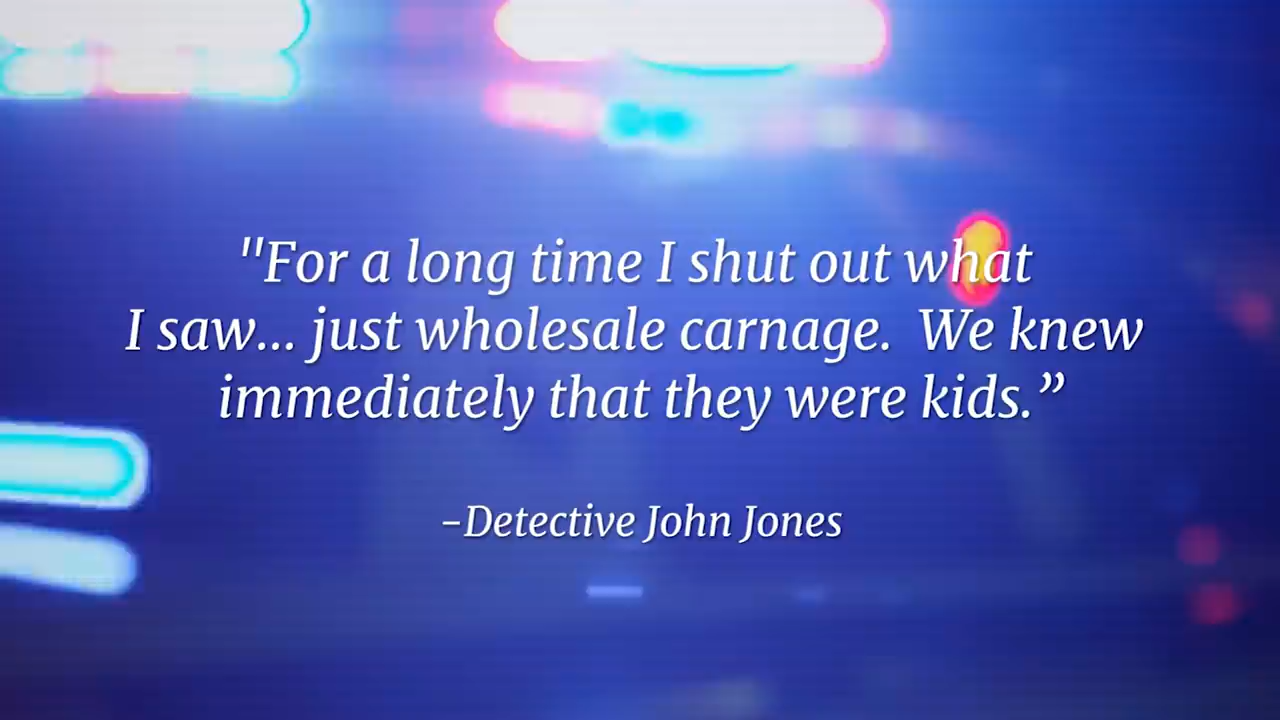 "For a long time I shut out what
I saw... just wholesale carnage.  We knew
immediately that they were kids.”
–Detective John Jones